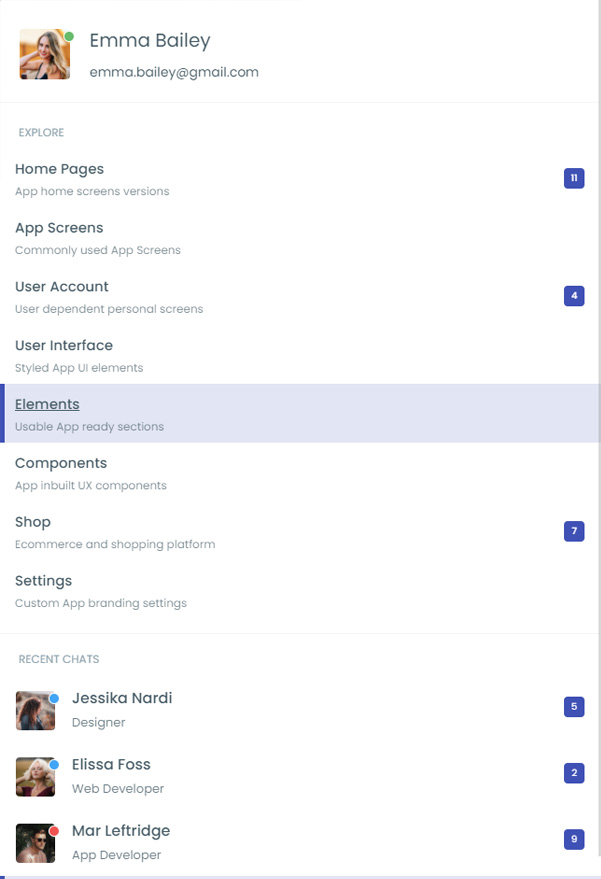 Emma Bailey
emma.bailey@gmail.com
EXPLORE
Home Pages
App home screens versions
11
App Screens
Commonly used App Screens
User Account
User dependent personal screens
4
User Interface
Styled App UI elements
Elements
Usable App ready sections
Components
App inbuilt UX components
Shop
Ecommerce and shopping platform
7
Settings
Custom App branding settings
RECENT CHATS
Jessika Nardi
Designer
5
Elissa Foss
Web Developer
2
Mar Leftridge
App Developer
9